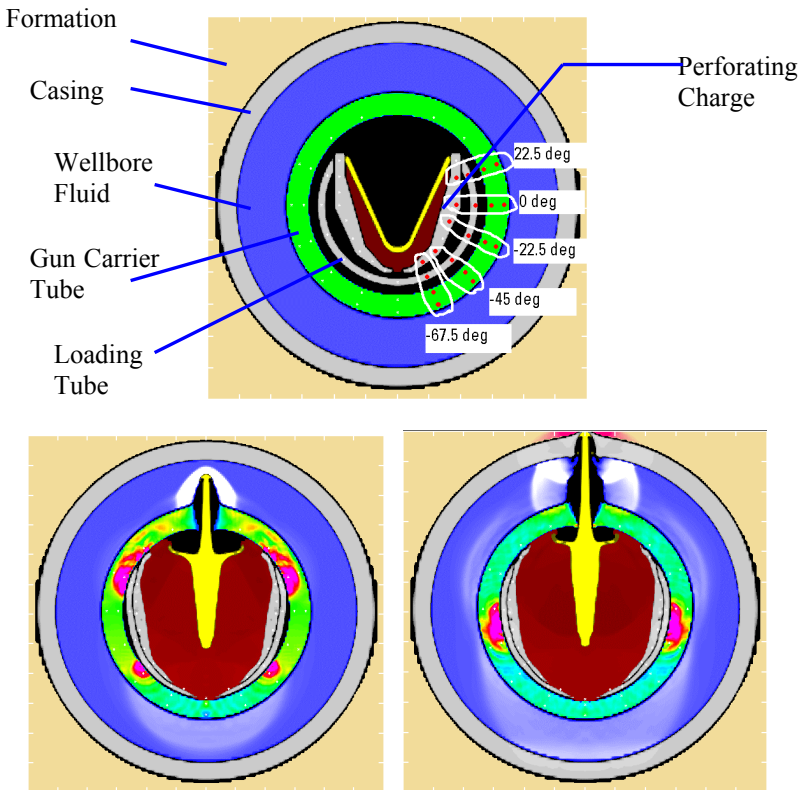 Formation
Casing
Wellbore
Fluid
Gun Carrier
Tube
Loading
Tube
Perforating
Charge
22.5 deg
0 deg
-22.5 deg
-45 deg
-67.5 deg